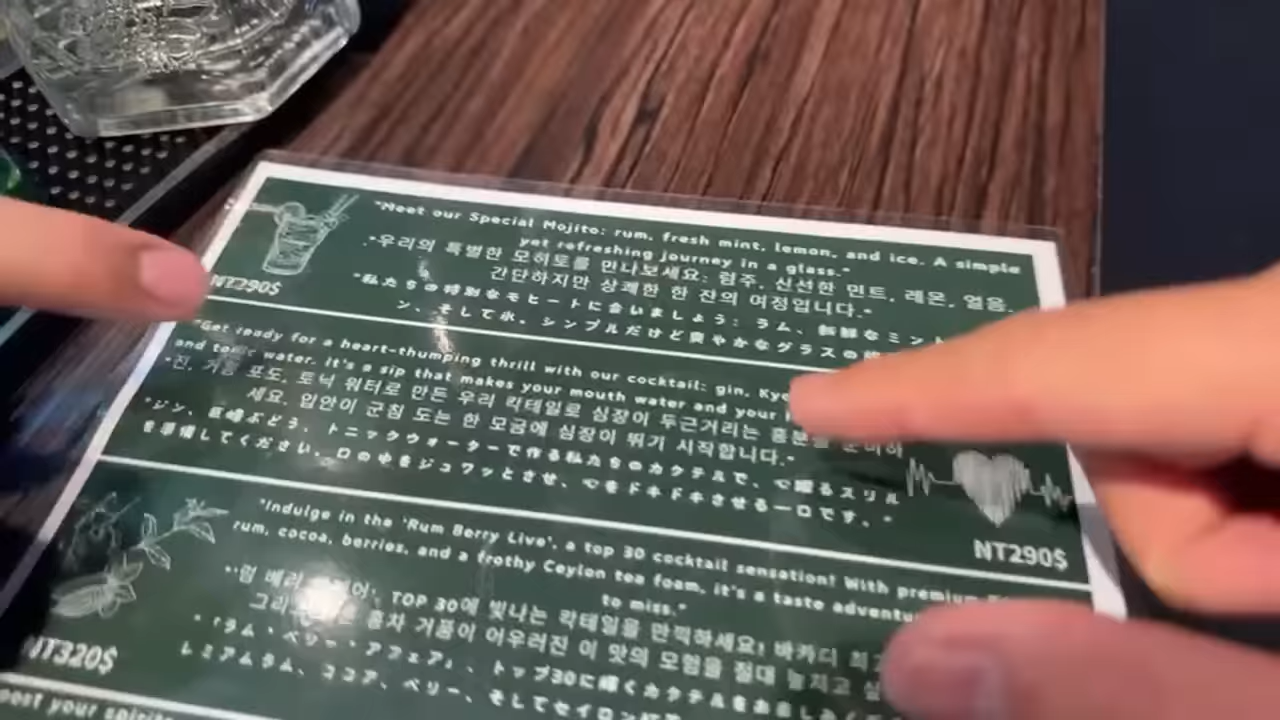 "Meet our Special Mojito: rum, fresh mint, lemon, and ice. A simple
yet refreshing journey in a glass."
"우리의 특별한 모히토를 만나보세요: 럼주, 신선한 민트, 레몬, 얼음.
간단하지만 상쾌한 한 잔의 여정입니다."
"私たちの特別なモヒートに会いましょう: ラム、新鮮なミント
ン、そして氷。シンプルだけど爽やかなグラスの
NT290$
"Get ready for a heart-thumping thrill with our cocktail: gin, Kyo
and tonic water. it's a sip that makes your mouth water and your
"진, 거봉 포도, 토닉 워터로 만든 우리 칵테일로 심장이 두근거리는 흥분을 준비하
세요. 입안이 군침 도는 한 모금에 심장이 뛰기 시작합니다."
"ジン、巨峰ぶどう、トニックウォーターで作る私たちのカクテルで、心躍るスリル
を準備してください。口の中をジュワッとさせ、心をドキドキさせる一口です。"
NT290$
"Indulge in the 'Rum Berry Live', a top 30 cocktail sensation! With premium
rum, cocoa, berries, and a frothy Ceylon tea foam, it's a taste adventure
to miss."
"'럼 베리 TOP 30에 빛나는 칵테일을 만끽하세요! 바카디 최고
홍차 거품이 어우러진 이 맛의 모험을 절대 놓치고
"「ラム・ベリー・アフェア」、トップ30に輝くカクテルをお楽しみく
レミアムラム、ココア、ベリー、そしてセイロン
NT320$
your spirits